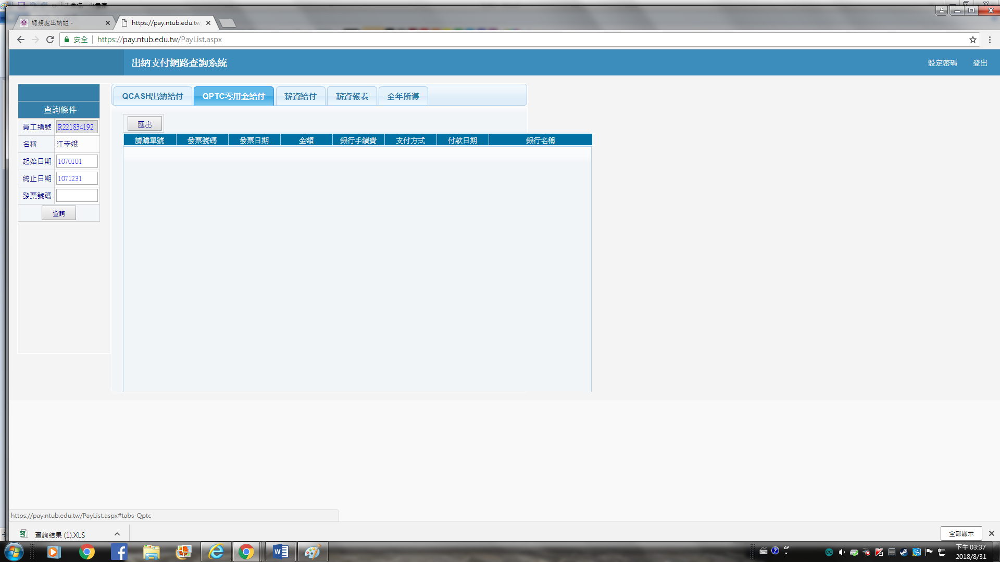 總務處出納組 -
https://pay.ntub.edu.tw
安全
https://pay.ntub.edu.tw/PayList.aspx
出納支付網路查詢系統
設定密碼
登出
查詢條件
員工編號 R221834192
名稱 江幸娥
起始日期 1070101
終止日期 1071231
發票號碼
查詢
QCASH出納給付
QPTC零用金給付
薪資給付
薪資報表
全年所得
匯出
請購單號 發票號碼 發票日期 金額 銀行手續費 支付方式 付款日期 銀行名稱
https://pay.ntub.edu.tw/PayList.aspx#tabs-Qptc
查詢結果 (1).XLS
全部顯示
下午 03:37
2018/8/31